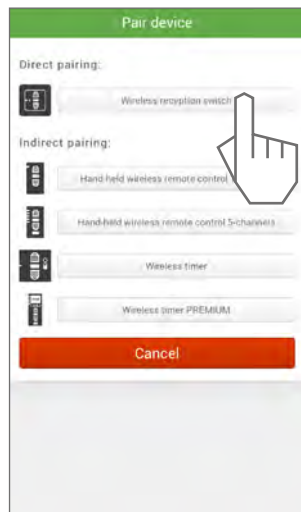 Pair device
Direct pairing:
Wireless reception switch
Indirect pairing:
Hand-held wireless remote control
Hand-held wireless remote control 5-channels
Wireless timer
Wireless timer PREMIUM
Cancel